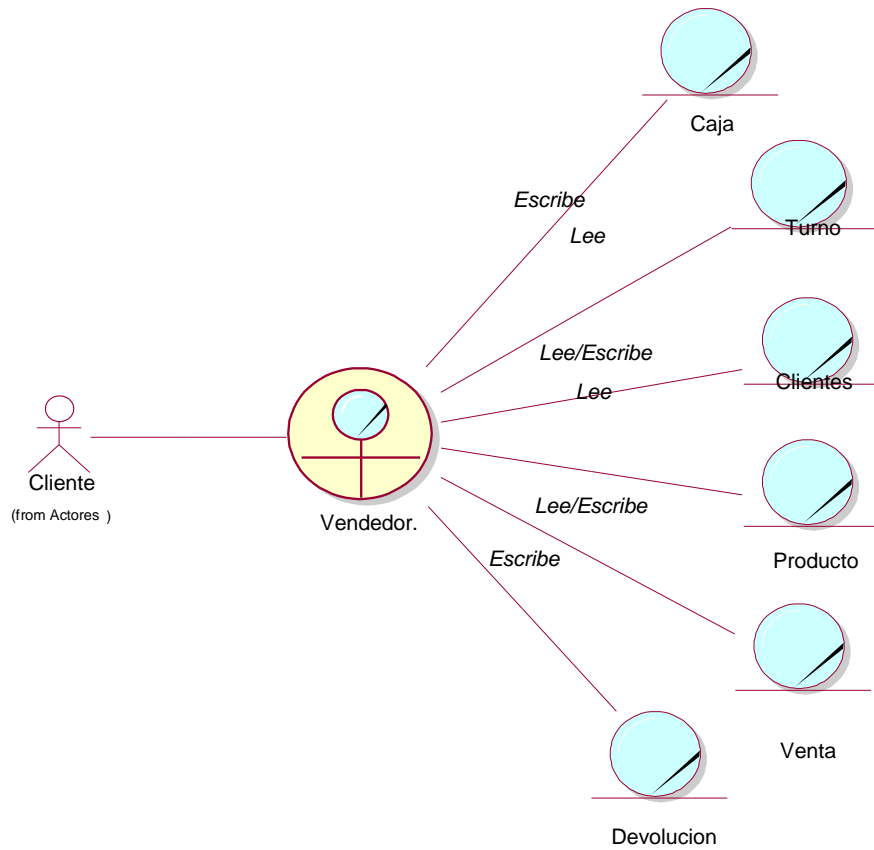 Caja
Escribe
Turno
Lee
Lee/Escribe
Clientes
Lee
Cliente
(from Actores )
Vendedor.
Lee/Escribe
Producto
Escribe
Venta
Devolucion